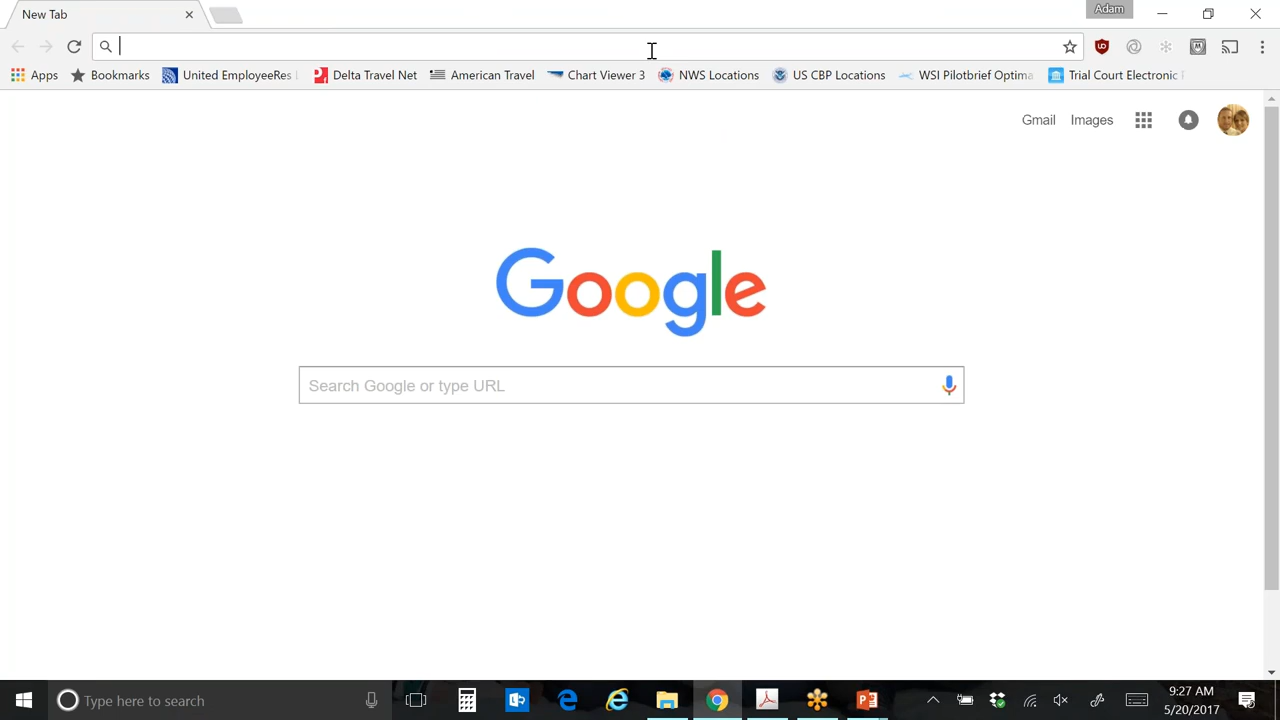 New Tab
Adam
Apps
Bookmarks
United EmployeeRes
Delta Travel Net
American Travel
Chart Viewer 3
NWS Locations
US CBP Locations
WSI Pilotbrief Optima
Trial Court Electronic
Gmail
Images
Google
Search Google or type URL
Type here to search
9:27 AM
5/20/2017